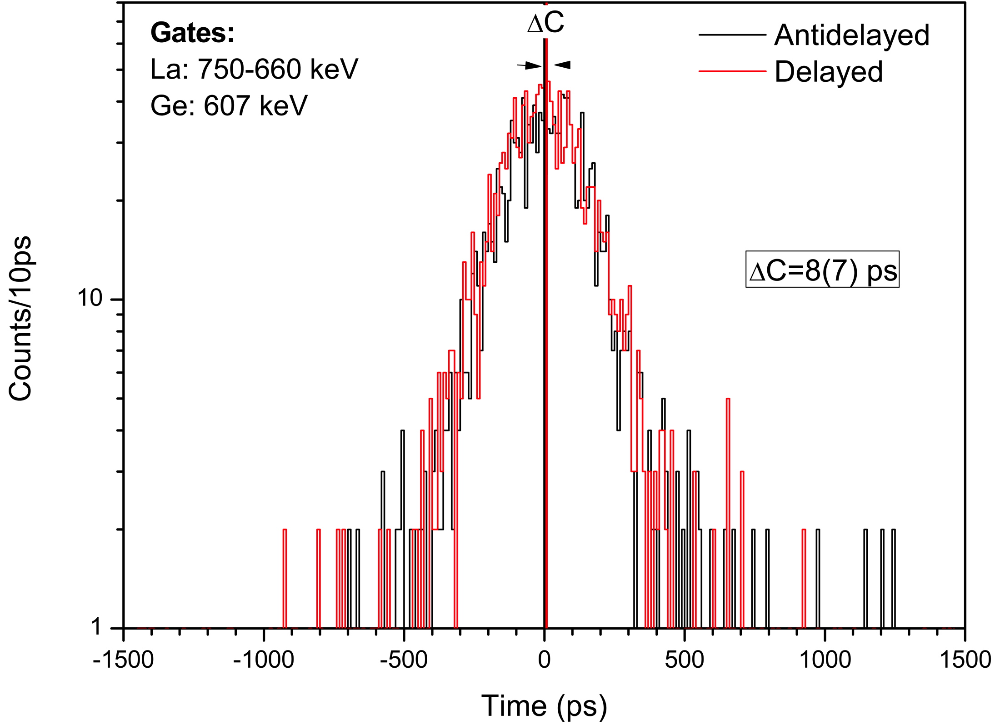 ΔC
Gates:
La: 750-660 keV
Ge: 607 keV
Antidelayed
Delayed
ΔC=8(7) ps
Counts/10ps
10
1
-1500
-1000
-500
0
500
1000
1500
Time (ps)